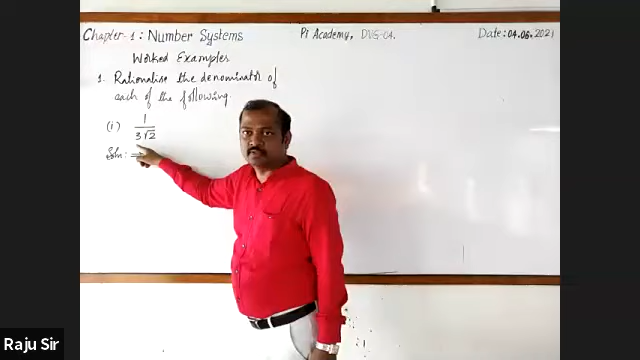 Chapter-1: Number Systems
Pi Academy, DVG-04.
Date: 04.06.2021
Worked Examples
1. Rationalise the denominator of
each of the following.
(i) 1/3√2
Soln: ⇒
Raju Sir